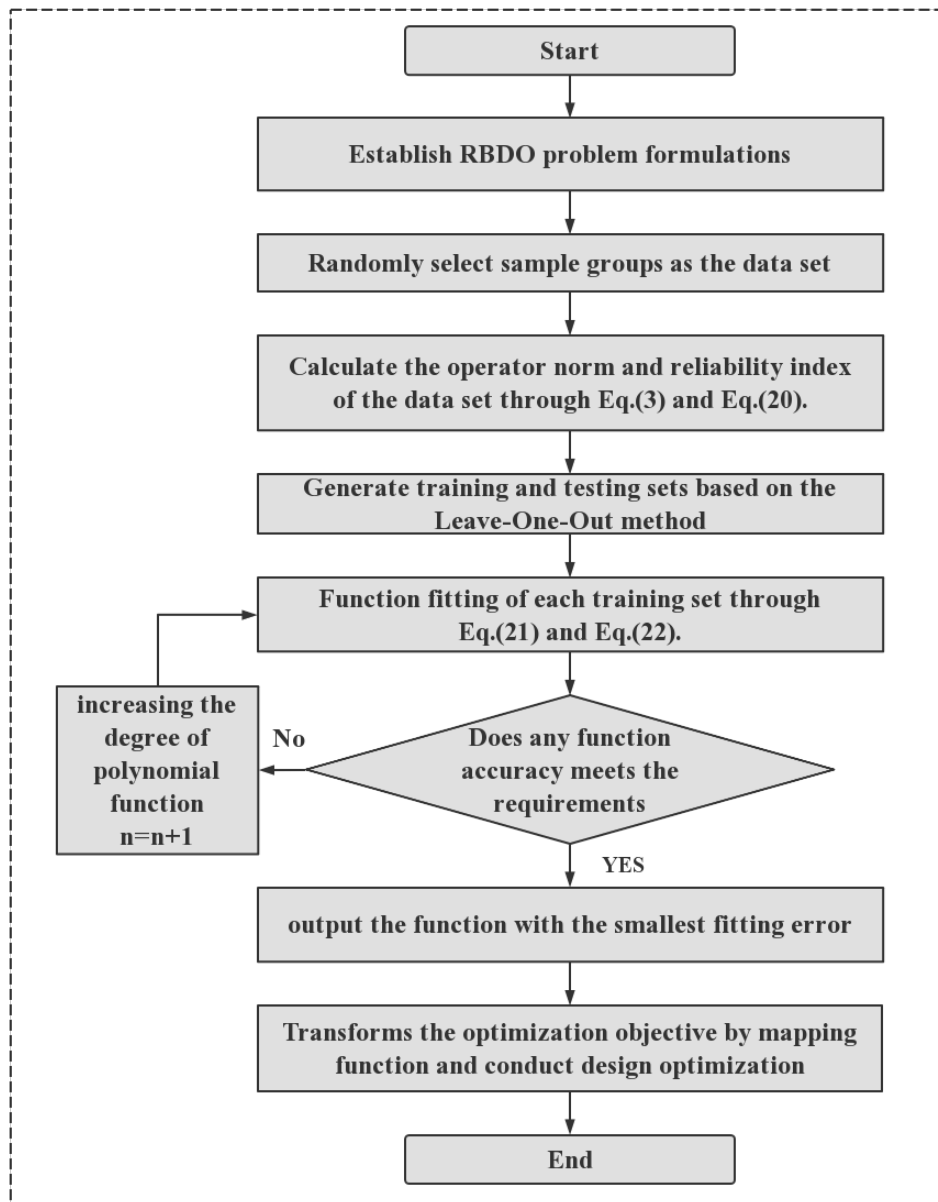 Start
Establish RBDO problem formulations
Randomly select sample groups as the data set
Calculate the operator norm and reliability index
of the data set through Eq.(3) and Eq.(20).
Generate training and testing sets based on the
Leave-One-Out method
Function fitting of each training set through
Eq.(21) and Eq.(22).
increasing the
degree of
polynomial
function
n=n+1
No
Does any function
accuracy meets the
requirements
YES
output the function with the smallest fitting error
Transforms the optimization objective by mapping
function and conduct design optimization
End